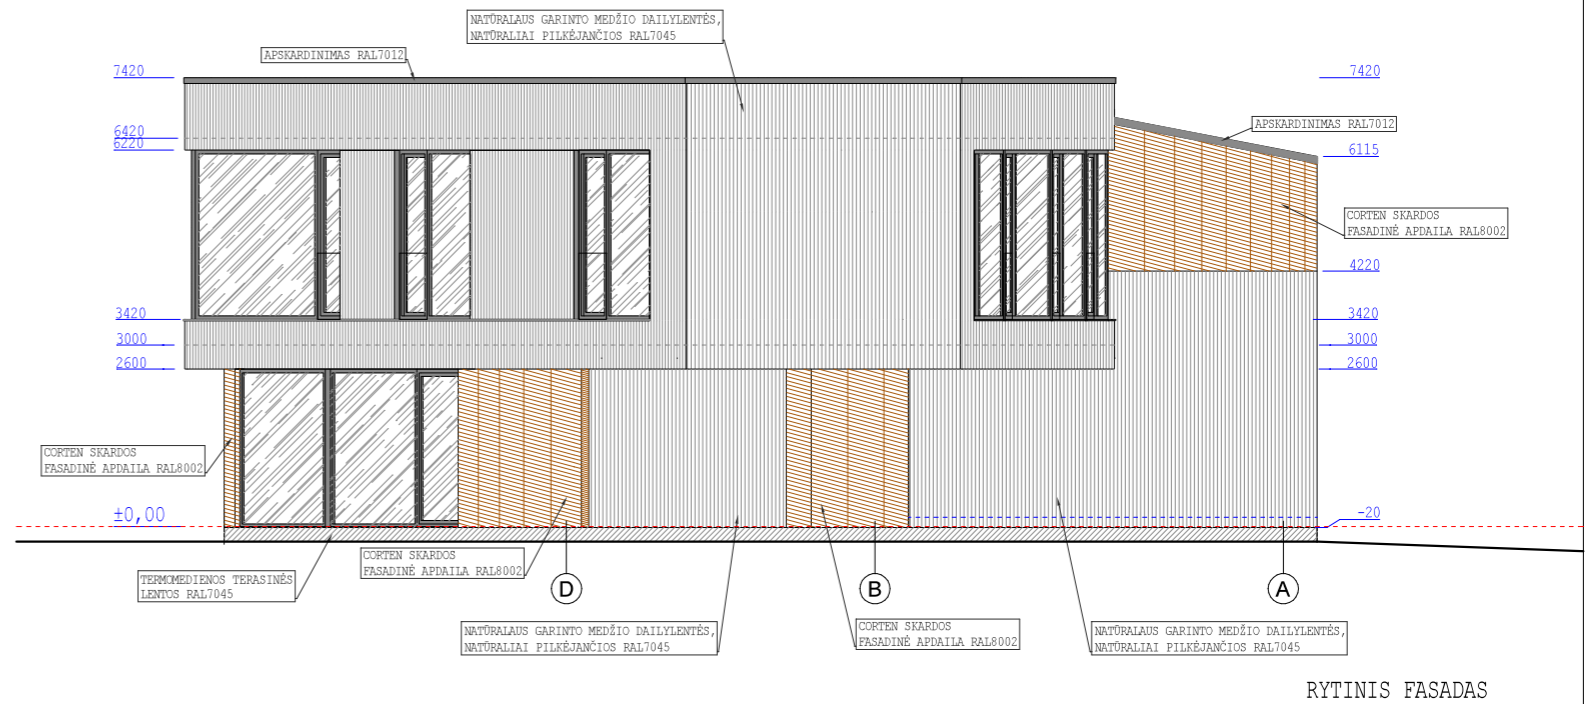 NATŪRALAUS GARINTO MEDŽIO DAILYLENTĖS,
NATŪRALIAI PILKĖJANČIOS RAL7045
APSKARDINIMAS RAL7012
7420
7420
APSKARDINIMAS RAL7012
6420
6220
6115
CORTEN SKARDOS
FASADINĖ APDAILA RAL8002
4220
3420
3420
3000
3000
2600
2600
CORTEN SKARDOS
FASADINĖ APDAILA RAL8002
±0,00
-20
CORTEN SKARDOS
FASADINĖ APDAILA RAL8002
TERMOMEDIENOS TERASINĖS
LENTOS RAL7045
D
B
A
NATŪRALAUS GARINTO MEDŽIO DAILYLENTĖS,
NATŪRALIAI PILKĖJANČIOS RAL7045
CORTEN SKARDOS
FASADINĖ APDAILA RAL8002
NATŪRALAUS GARINTO MEDŽIO DAILYLENTĖS,
NATŪRALIAI PILKĖJANČIOS RAL7045
RYTINIS FASADAS